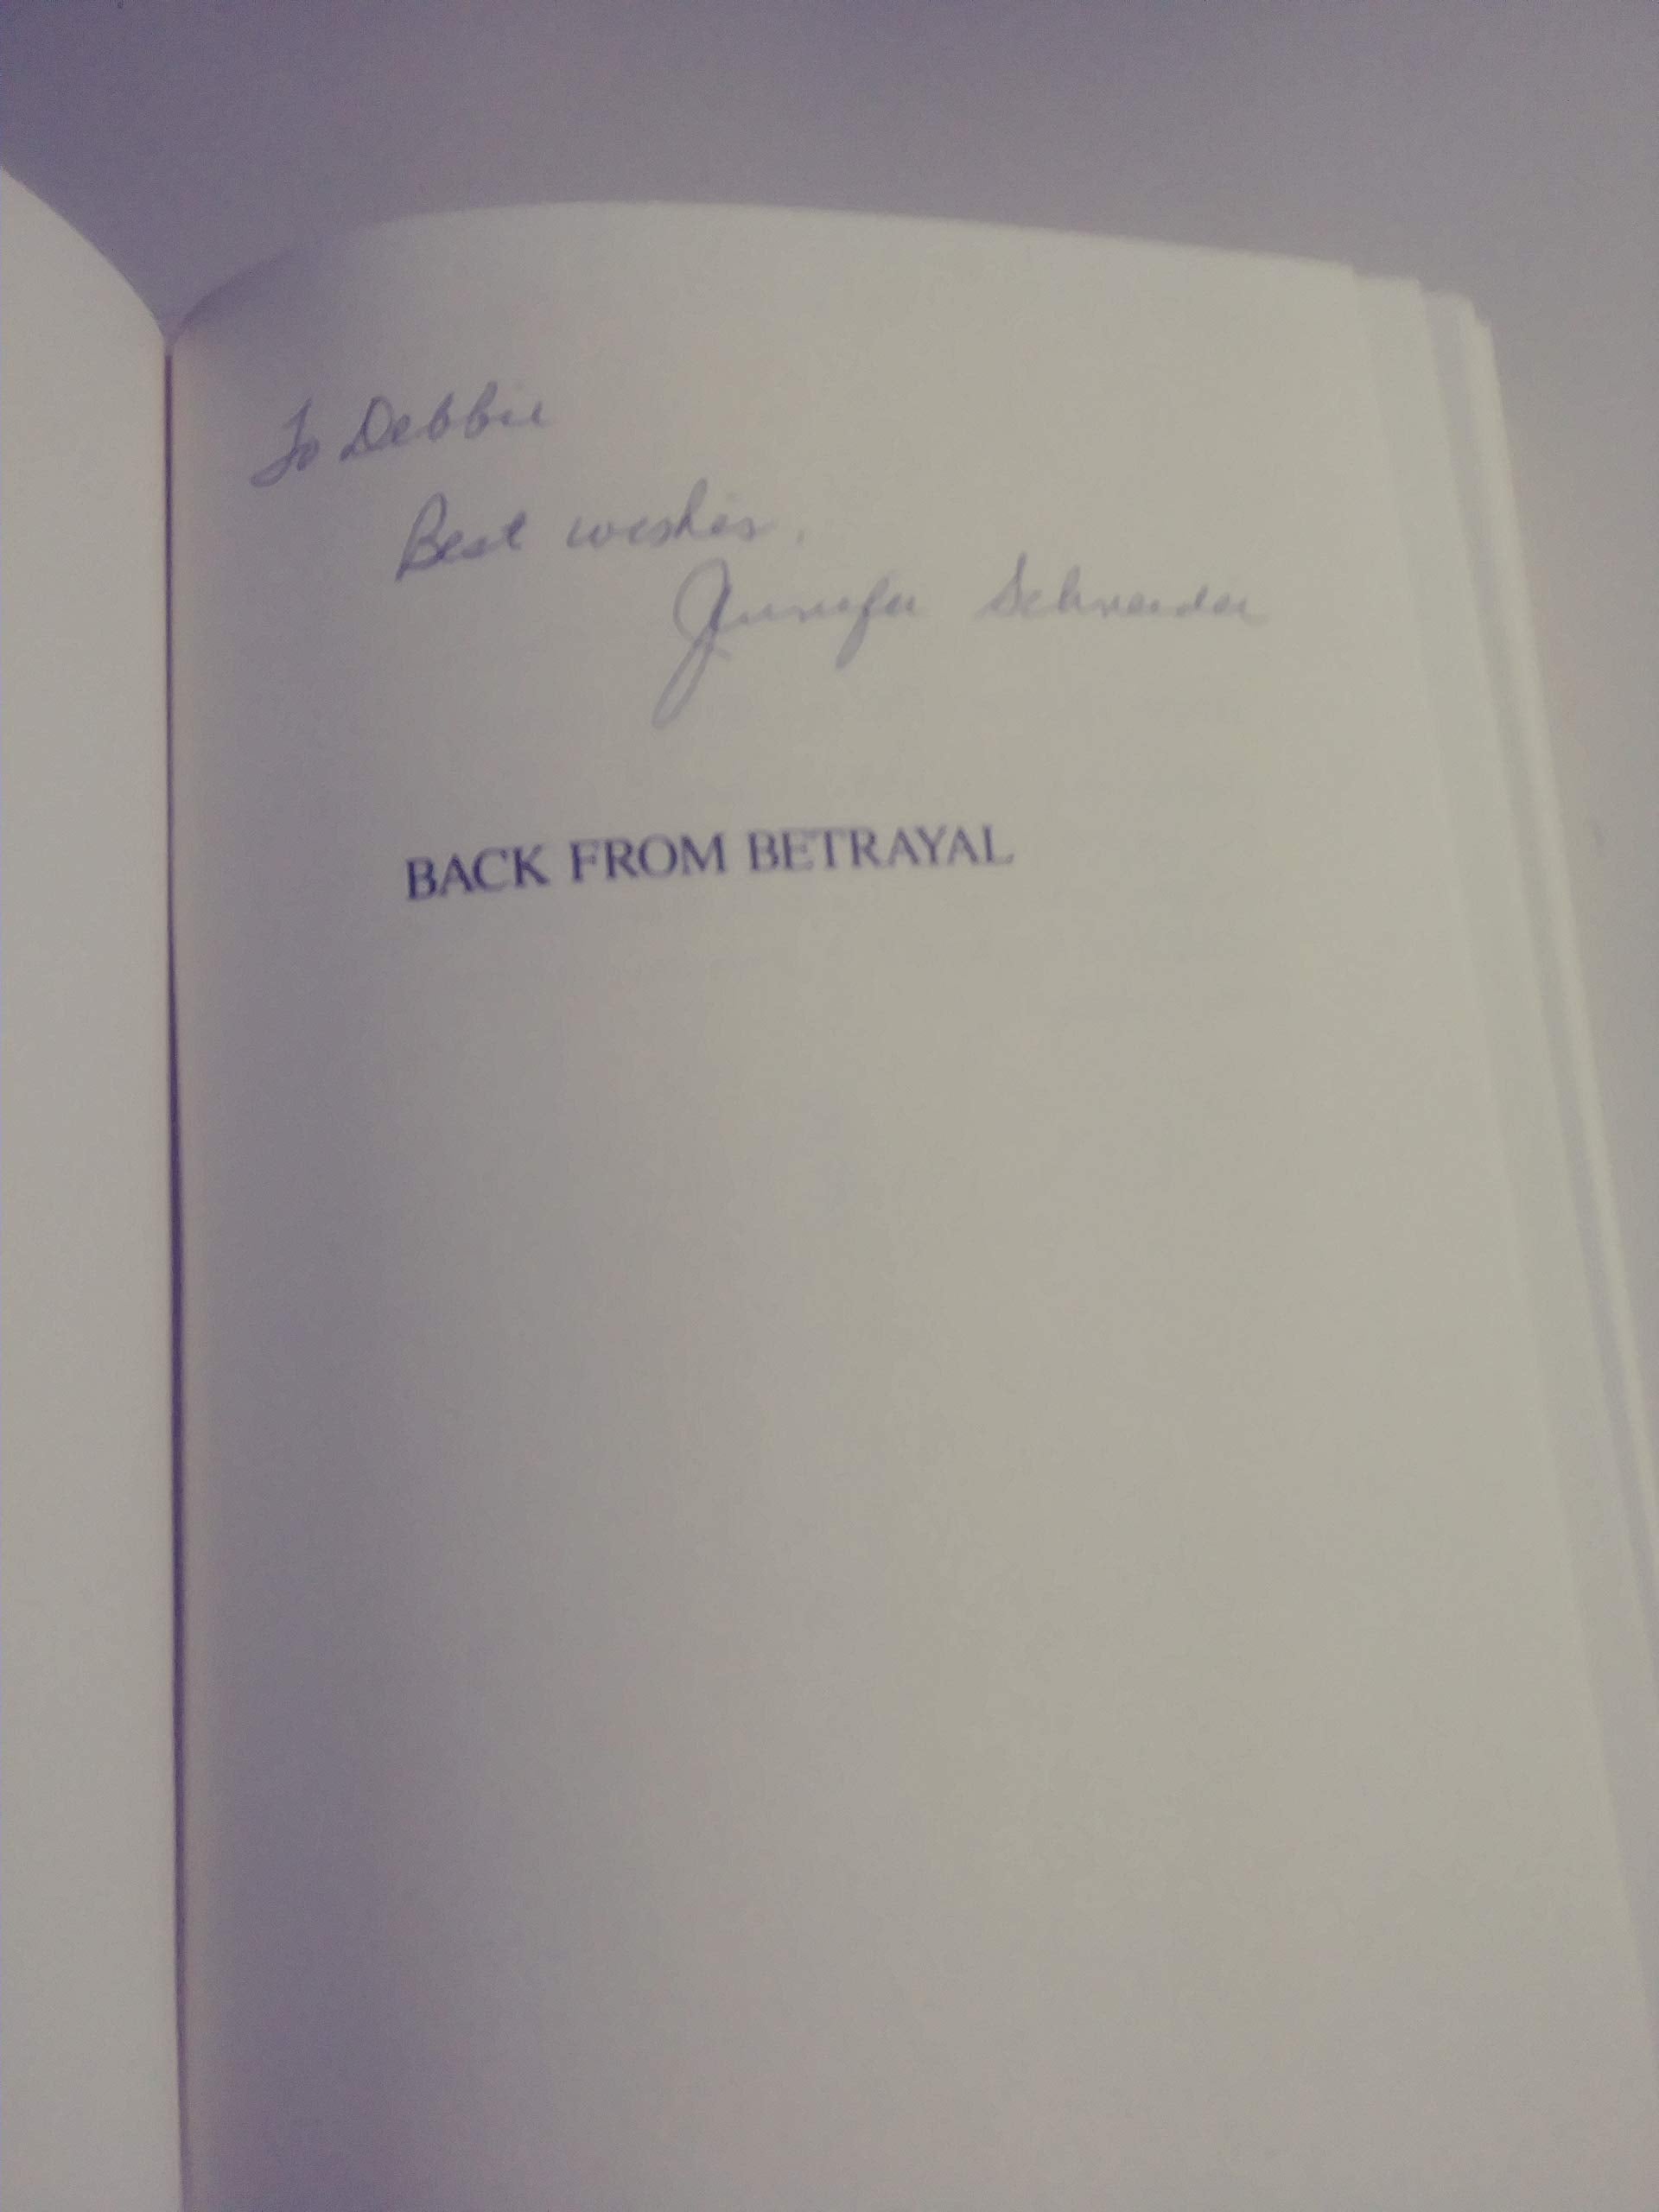 To Debbie
Best wishes,
Jennifer Schneider
BACK FROM BETRAYAL